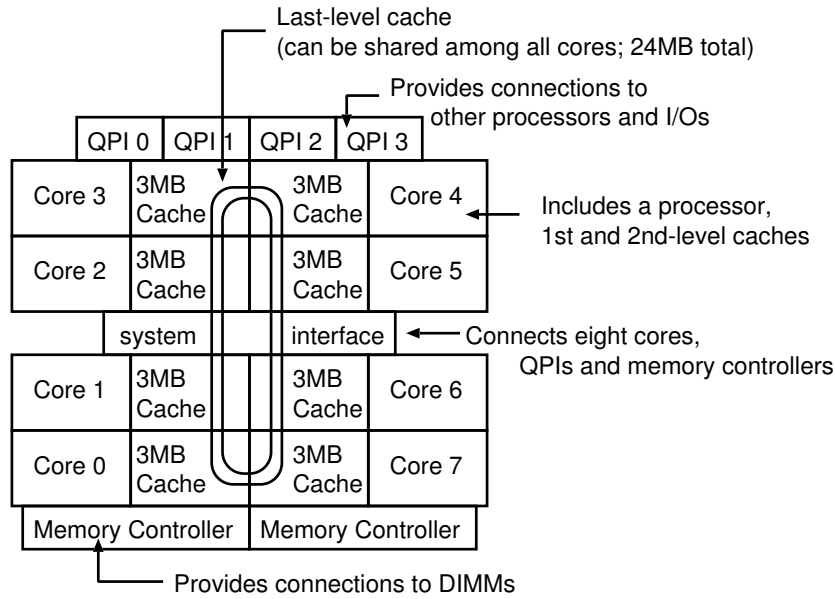 Last-level cache
(can be shared among all cores; 24MB total)
Provides connections to
other processors and I/Os
QPI 0 QPI 1 QPI 2 QPI 3
Core 3 3MB Cache 3MB Cache Core 4
Includes a processor,
1st and 2nd-level caches
Core 2 3MB Cache 3MB Cache Core 5
system interface
Connects eight cores,
QPIs and memory controllers
Core 1 3MB Cache 3MB Cache Core 6
Core 0 3MB Cache 3MB Cache Core 7
Memory Controller Memory Controller
Provides connections to DIMMs